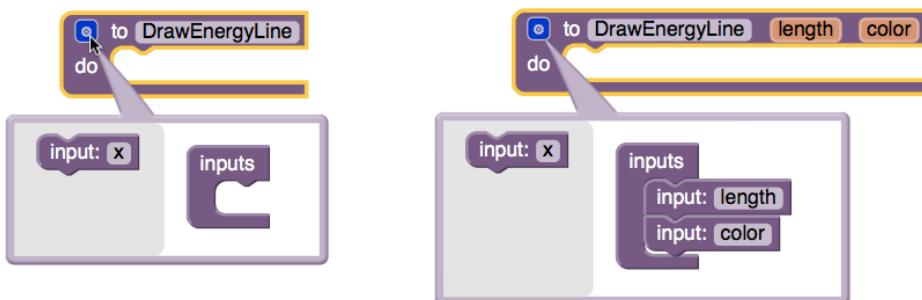 to DrawEnergyLine
do
input: x
inputs
to DrawEnergyLine length color
do
input: x
inputs
input: length
input: color